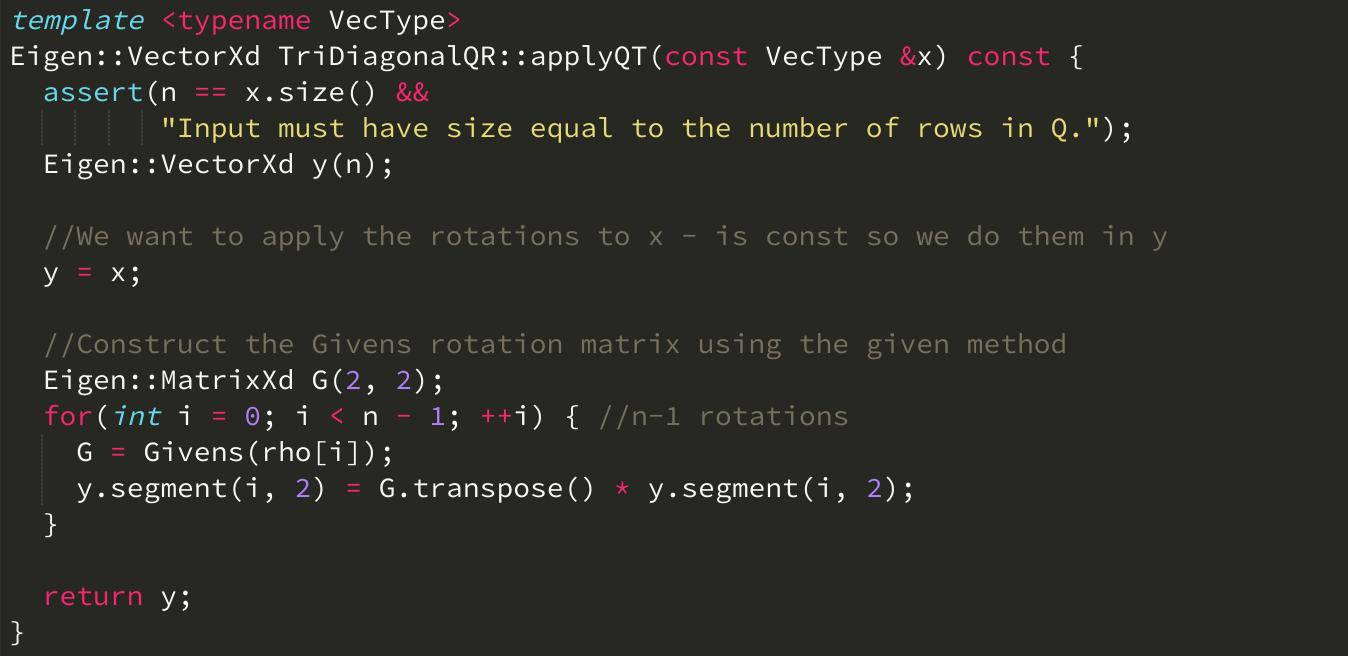 template <typename VecType>
Eigen::VectorXd TriDiagonalQR::applyQT(const VecType &x) const {
  assert(n == x.size() &&
         "Input must have size equal to the number of rows in Q.");
  Eigen::VectorXd y(n);

  //We want to apply the rotations to x - is const so we do them in y
  y = x;

  //Construct the Givens rotation matrix using the given method
  Eigen::MatrixXd G(2, 2);
  for(int i = 0; i < n - 1; ++i) { //n-1 rotations
    G = Givens(rho[i]);
    y.segment(i, 2) = G.transpose() * y.segment(i, 2);
  }

  return y;
}